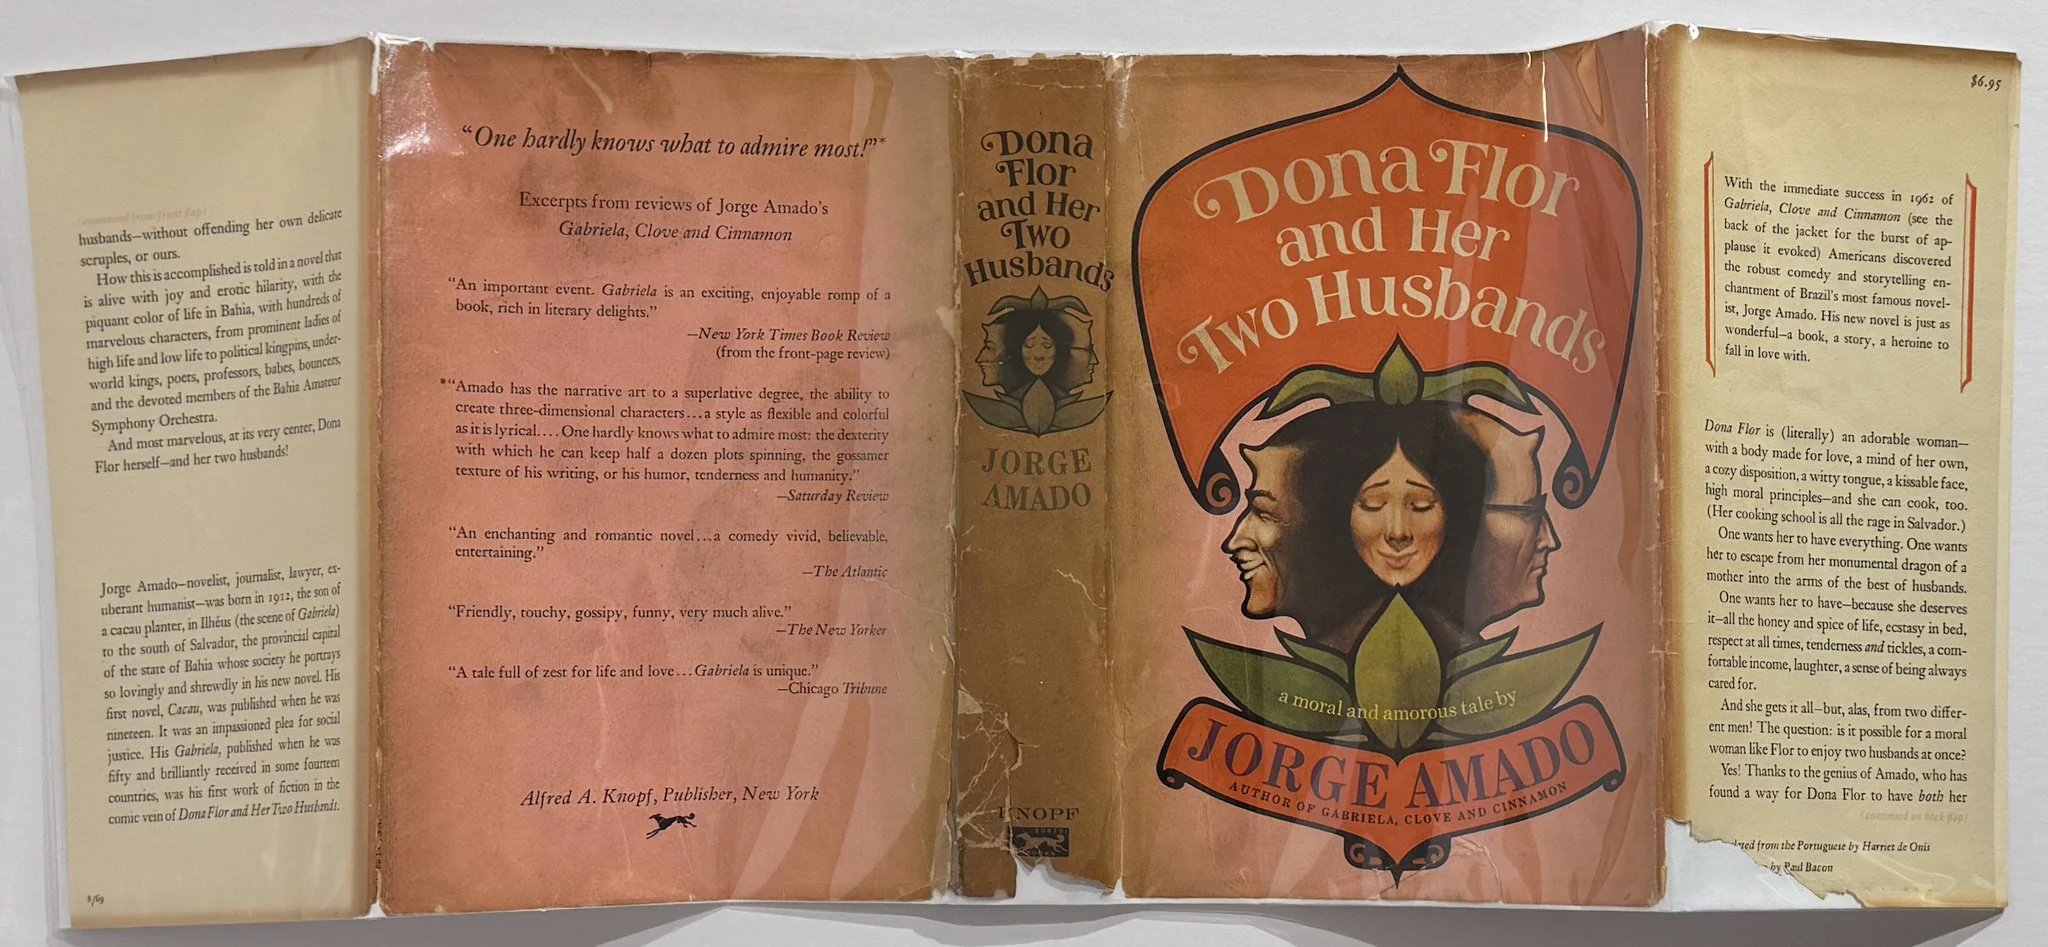 (continued from front flap)
husbands—without offending her own delicate
scruples, or ours.
How this is accomplished is told in a novel that
is alive with joy and erotic hilarity, with the
piquant color of life in Bahia, with hundreds of
marvelous characters, from prominent ladies of
high life and low life to political kingpins, under-
world kings, poets, professors, babes, bouncers,
and the devoted members of the Bahia Amateur
Symphony Orchestra.
And most marvelous, at its very center, Dona
Flor herself—and her two husbands!
Jorge Amado—novelist, journalist, lawyer, ex-
uberant humanist—was born in 1912, the son of
a cacau planter, in Ilhéus (the scene of Gabriela)
to the south of Salvador, the provincial capital
of the state of Bahia whose society he portrays
so lovingly and shrewdly in his new novel. His
first novel, Cacau, was published when he was
nineteen. It was an impassioned plea for social
justice. His Gabriela, published when he was
fifty and brilliantly received in some fourteen
countries, was his first work of fiction in the
comic vein of Dona Flor and Her Two Husbands.
8/69
“One hardly knows what to admire most!”*
Excerpts from reviews of Jorge Amado’s
Gabriela, Clove and Cinnamon
“An important event. Gabriela is an exciting, enjoyable romp of a
book, rich in literary delights.”
—New York Times Book Review
(from the front-page review)
*“Amado has the narrative art to a superlative degree, the ability to
create three-dimensional characters...a style as flexible and colorful
as it is lyrical.... One hardly knows what to admire most: the dexterity
with which he can keep half a dozen plots spinning, the gossamer
texture of his writing, or his humor, tenderness and humanity.”
—Saturday Review
“An enchanting and romantic novel...a comedy vivid, believable,
entertaining.”
—The Atlantic
“Friendly, touchy, gossipy, funny, very much alive.”
—The New Yorker
“A tale full of zest for life and love...Gabriela is unique.”
—Chicago Tribune
Alfred A. Knopf, Publisher, New York
Dona
Flor
and Her
Two
Husbands
JORGE
AMADO
KNOPF
BORZOI
Dona Flor
and Her
Two Husbands
a moral and amorous tale by
JORGE AMADO
AUTHOR OF GABRIELA, CLOVE AND CINNAMON
$6.95
With the immediate success in 1962 of
Gabriela, Clove and Cinnamon (see the
back of the jacket for the burst of ap-
plause it evoked) Americans discovered
the robust comedy and storytelling en-
chantment of Brazil’s most famous novel-
ist, Jorge Amado. His new novel is just as
wonderful—a book, a story, a heroine to
fall in love with.
Dona Flor is (literally) an adorable woman—
with a body made for love, a mind of her own,
a cozy disposition, a witty tongue, a kissable face,
high moral principles—and she can cook, too.
(Her cooking school is all the rage in Salvador.)
One wants her to have everything. One wants
her to escape from her monumental dragon of a
mother into the arms of the best of husbands.
One wants her to have—because she deserves
it—all the honey and spice of life, ecstasy in bed,
respect at all times, tenderness and tickles, a com-
fortable income, laughter, a sense of being always
cared for.
And she gets it all—but, alas, from two differ-
ent men! The question: is it possible for a moral
woman like Flor to enjoy two husbands at once?
Yes! Thanks to the genius of Amado, who has
found a way for Dona Flor to have both her
(continued on back flap)
from the Portuguese by Harriet de Onís
by Paul Bacon